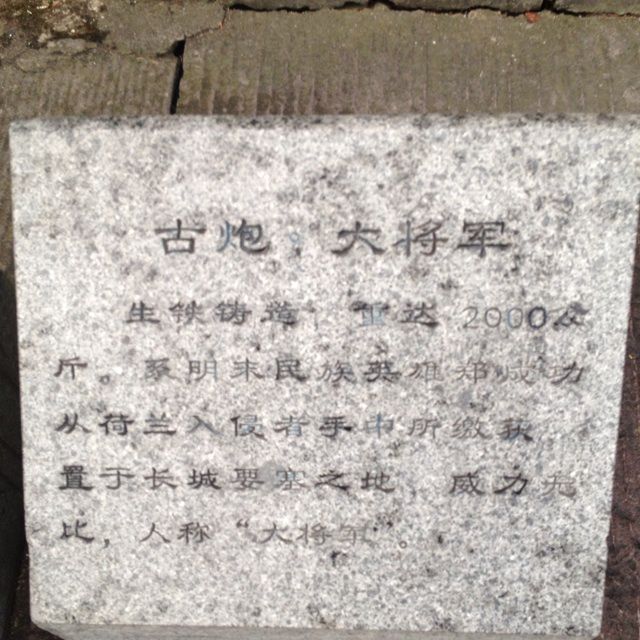 古炮：大将军
生铁铸造，重达2000公
斤。系明末民族英雄郑成功
从荷兰入侵者手中所缴获，
置于长城要塞之地，威力无
比，人称“大将军”。